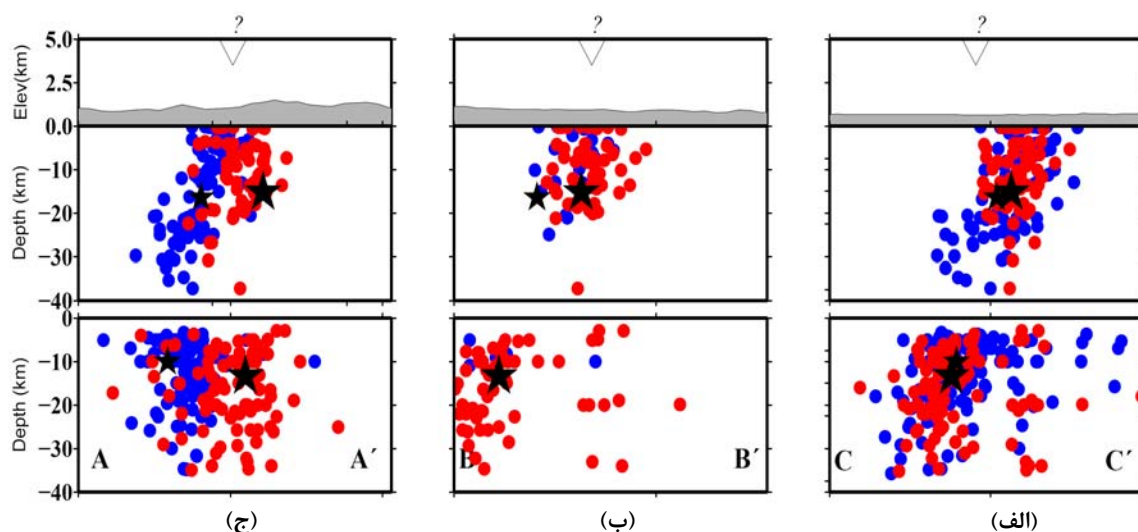 ? ? ?
5.0
Elev(km)
2.5
0.0
−10
Depth (km)
−20
−30
−40
0
−10
Depth (km)
−20
−30
−40
A A´ B B´ C C´
(ج) (ب) (الف)